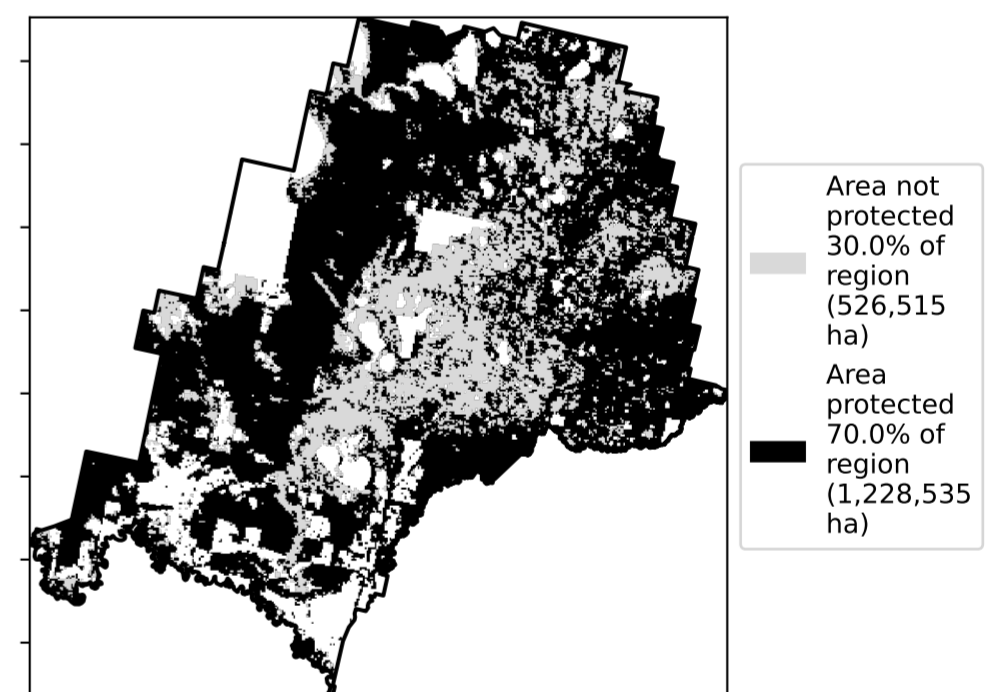 Area not
protected
30.0% of
region
(526,515
ha)
Area
protected
70.0% of
region
(1,228,535
ha)